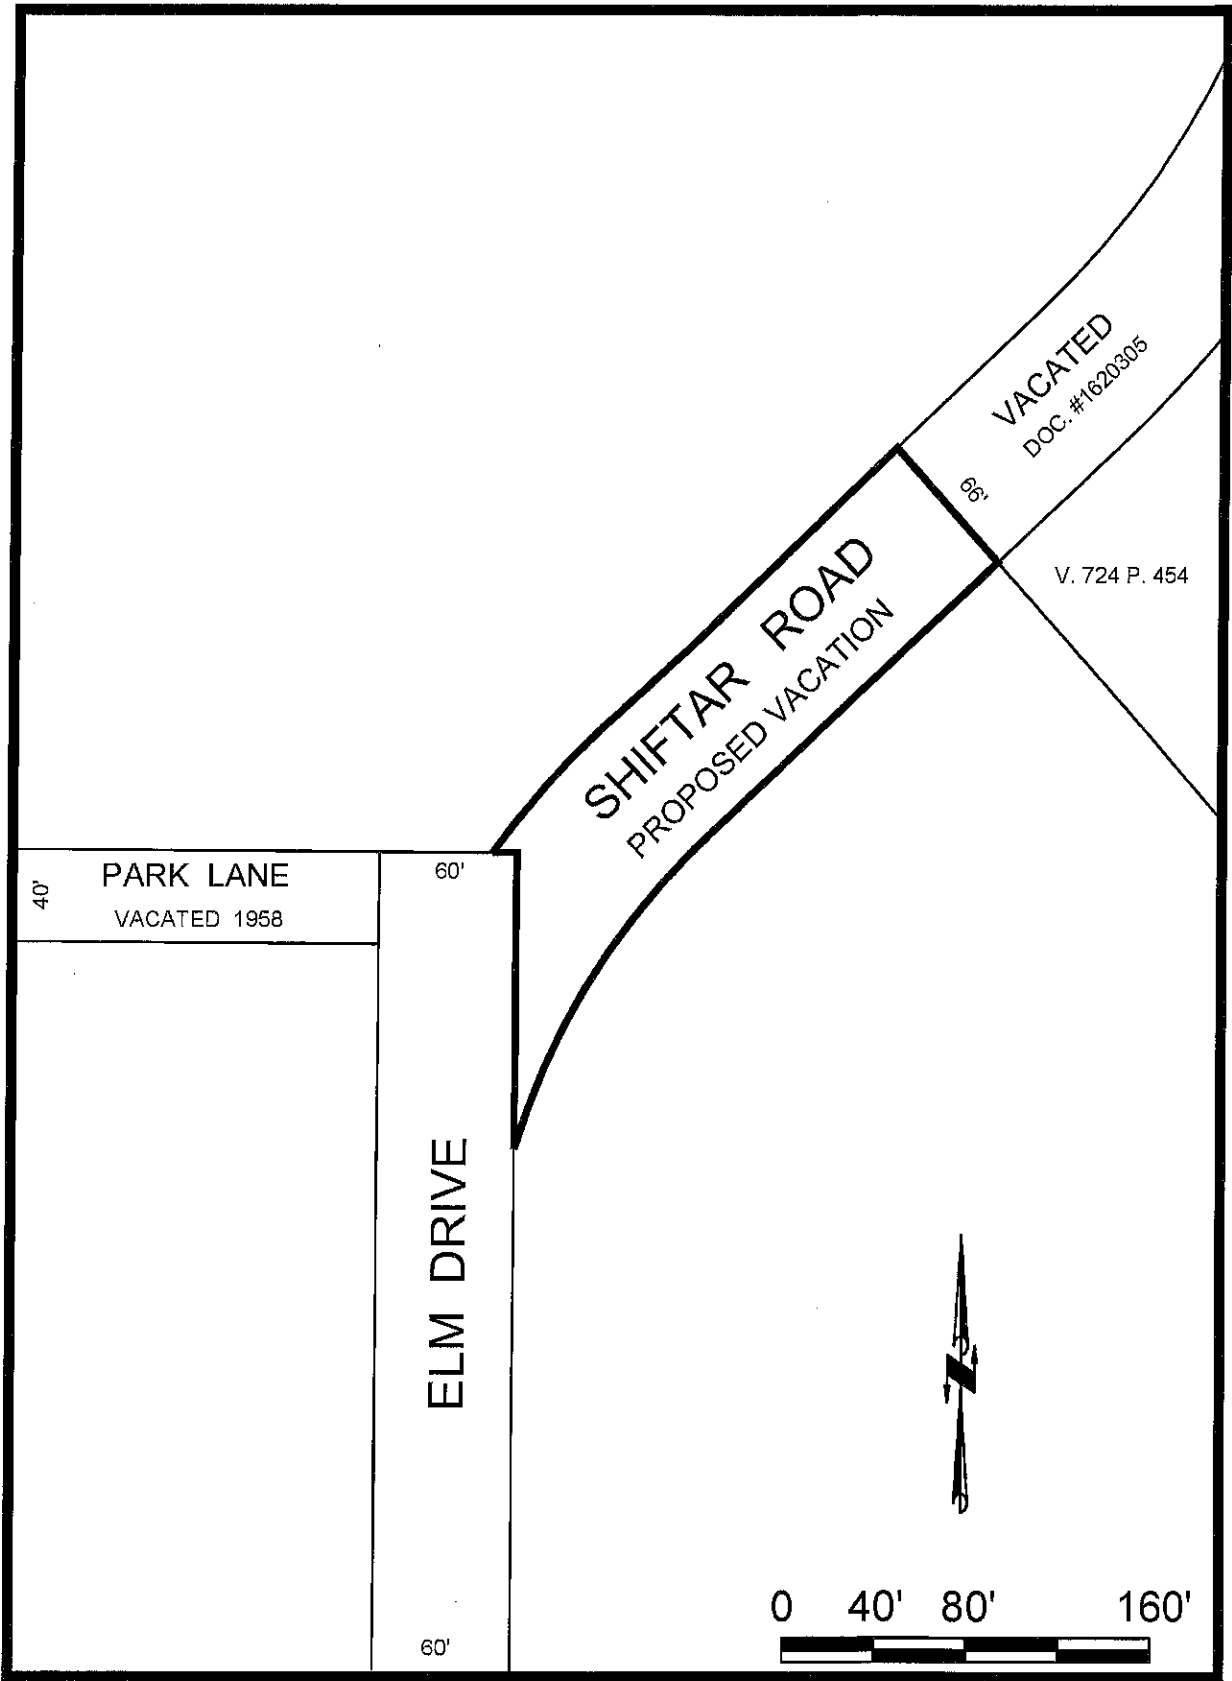 VACATED
DOC. #1620305
66'
V. 724 P. 454
SHIFTAR ROAD
PROPOSED VACATION
PARK LANE
VACATED 1958
40'
60'
ELM DRIVE
60'
0 40' 80' 160'